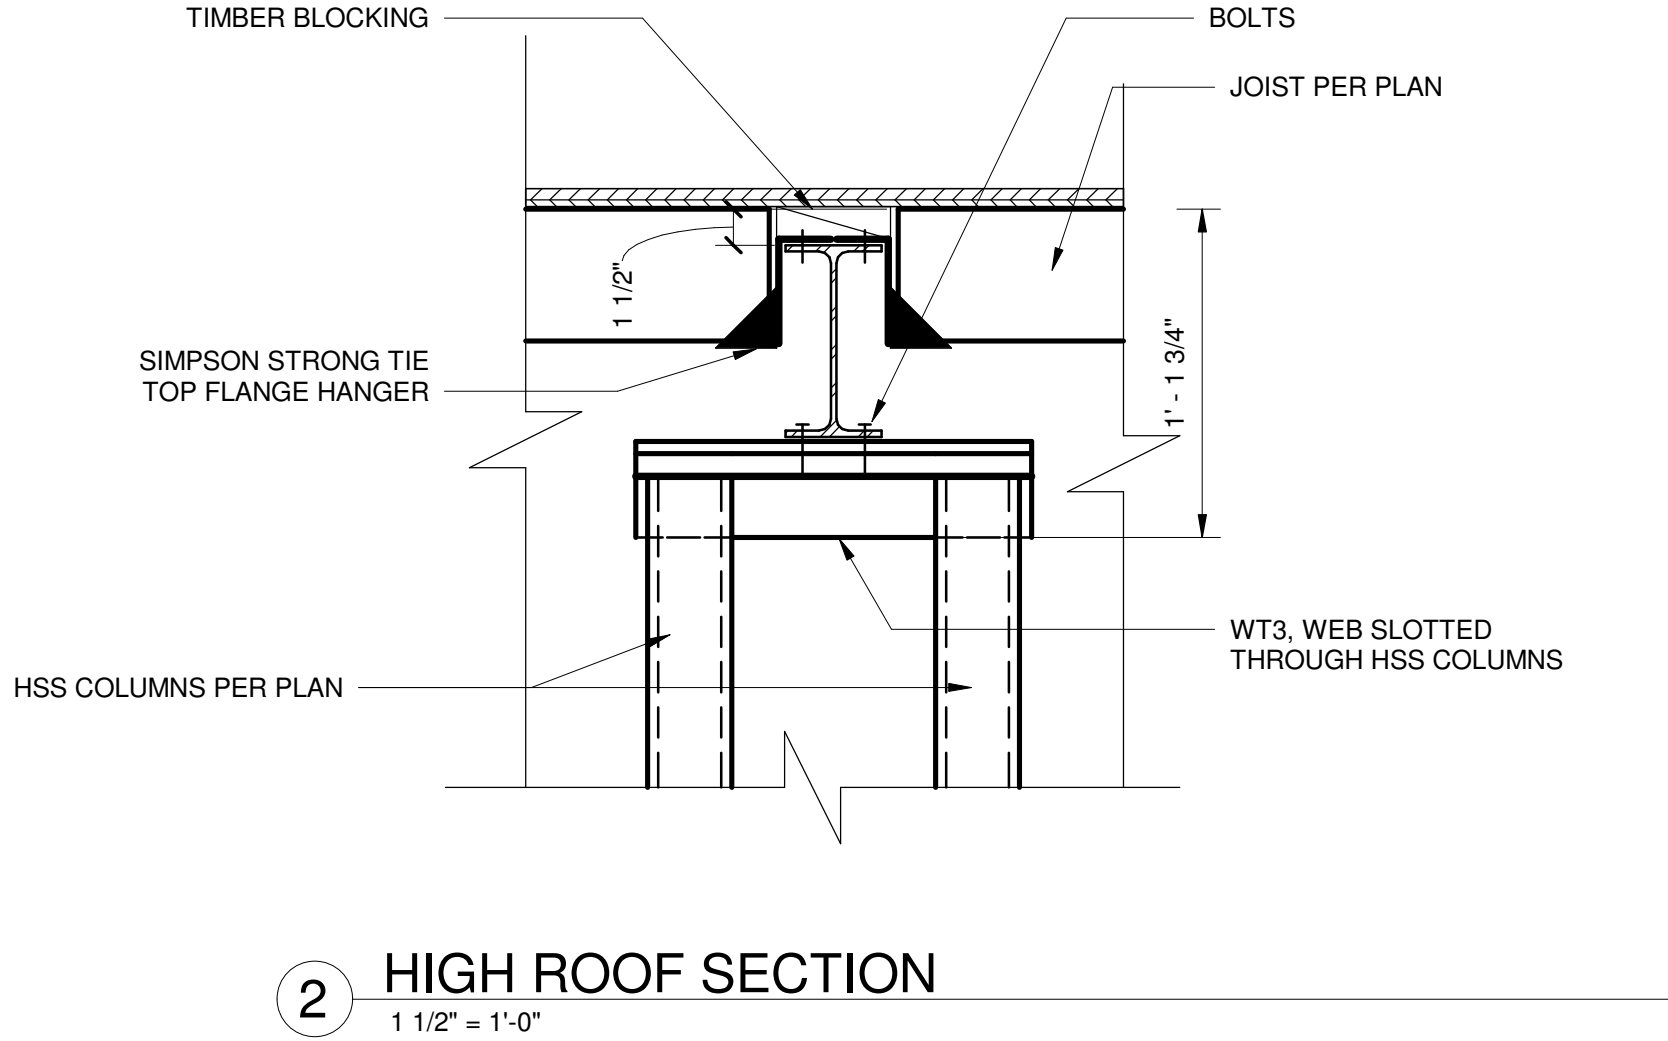 TIMBER BLOCKING
BOLTS
JOIST PER PLAN
1 1/2"
SIMPSON STRONG TIE
TOP FLANGE HANGER
1' - 1 3/4"
WT3, WEB SLOTTED
THROUGH HSS COLUMNS
HSS COLUMNS PER PLAN
2
HIGH ROOF SECTION
1 1/2" = 1'-0"